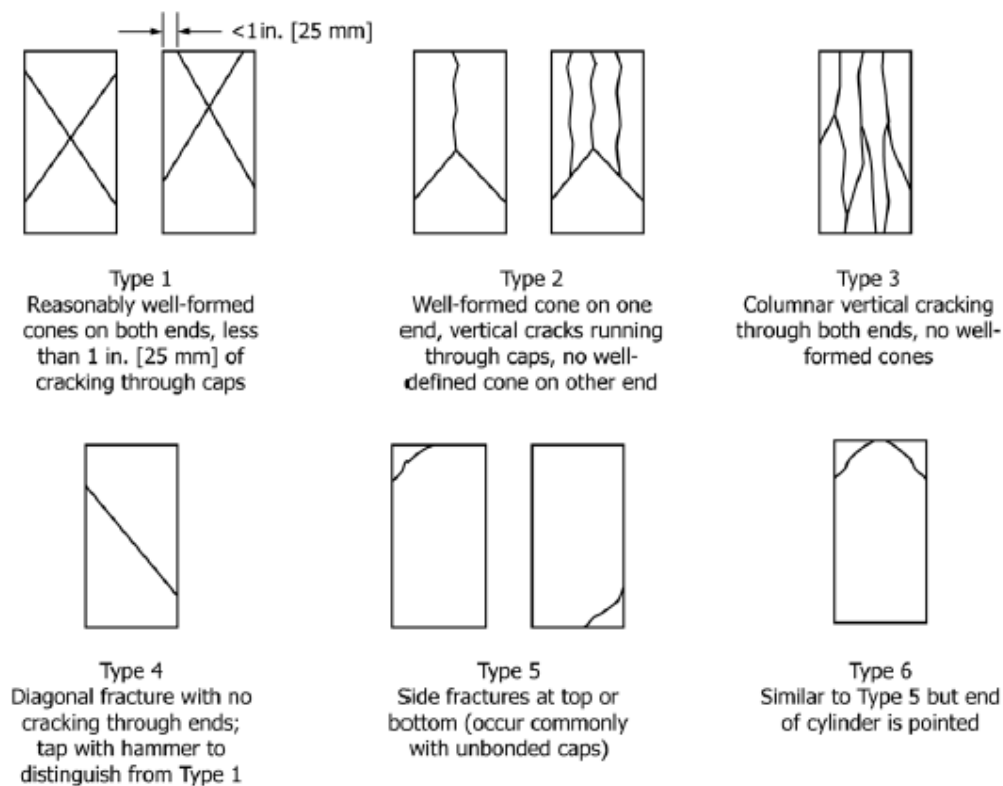 <1in. [25 mm]
Type 1
Reasonably well-formed
cones on both ends, less
than 1 in. [25 mm] of
cracking through caps
Type 2
Well-formed cone on one
end, vertical cracks running
through caps, no well-
defined cone on other end
Type 3
Columnar vertical cracking
through both ends, no well-
formed cones
Type 4
Diagonal fracture with no
cracking through ends;
tap with hammer to
distinguish from Type 1
Type 5
Side fractures at top or
bottom (occur commonly
with unbonded caps)
Type 6
Similar to Type 5 but end
of cylinder is pointed